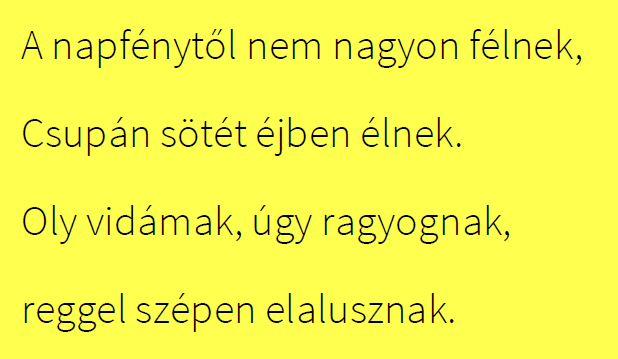 A napfénytől nem nagyon félnek,
Csupán sötét éjben élnek.
Oly vidámak, úgy ragyognak,
reggel szépen elalusznak.